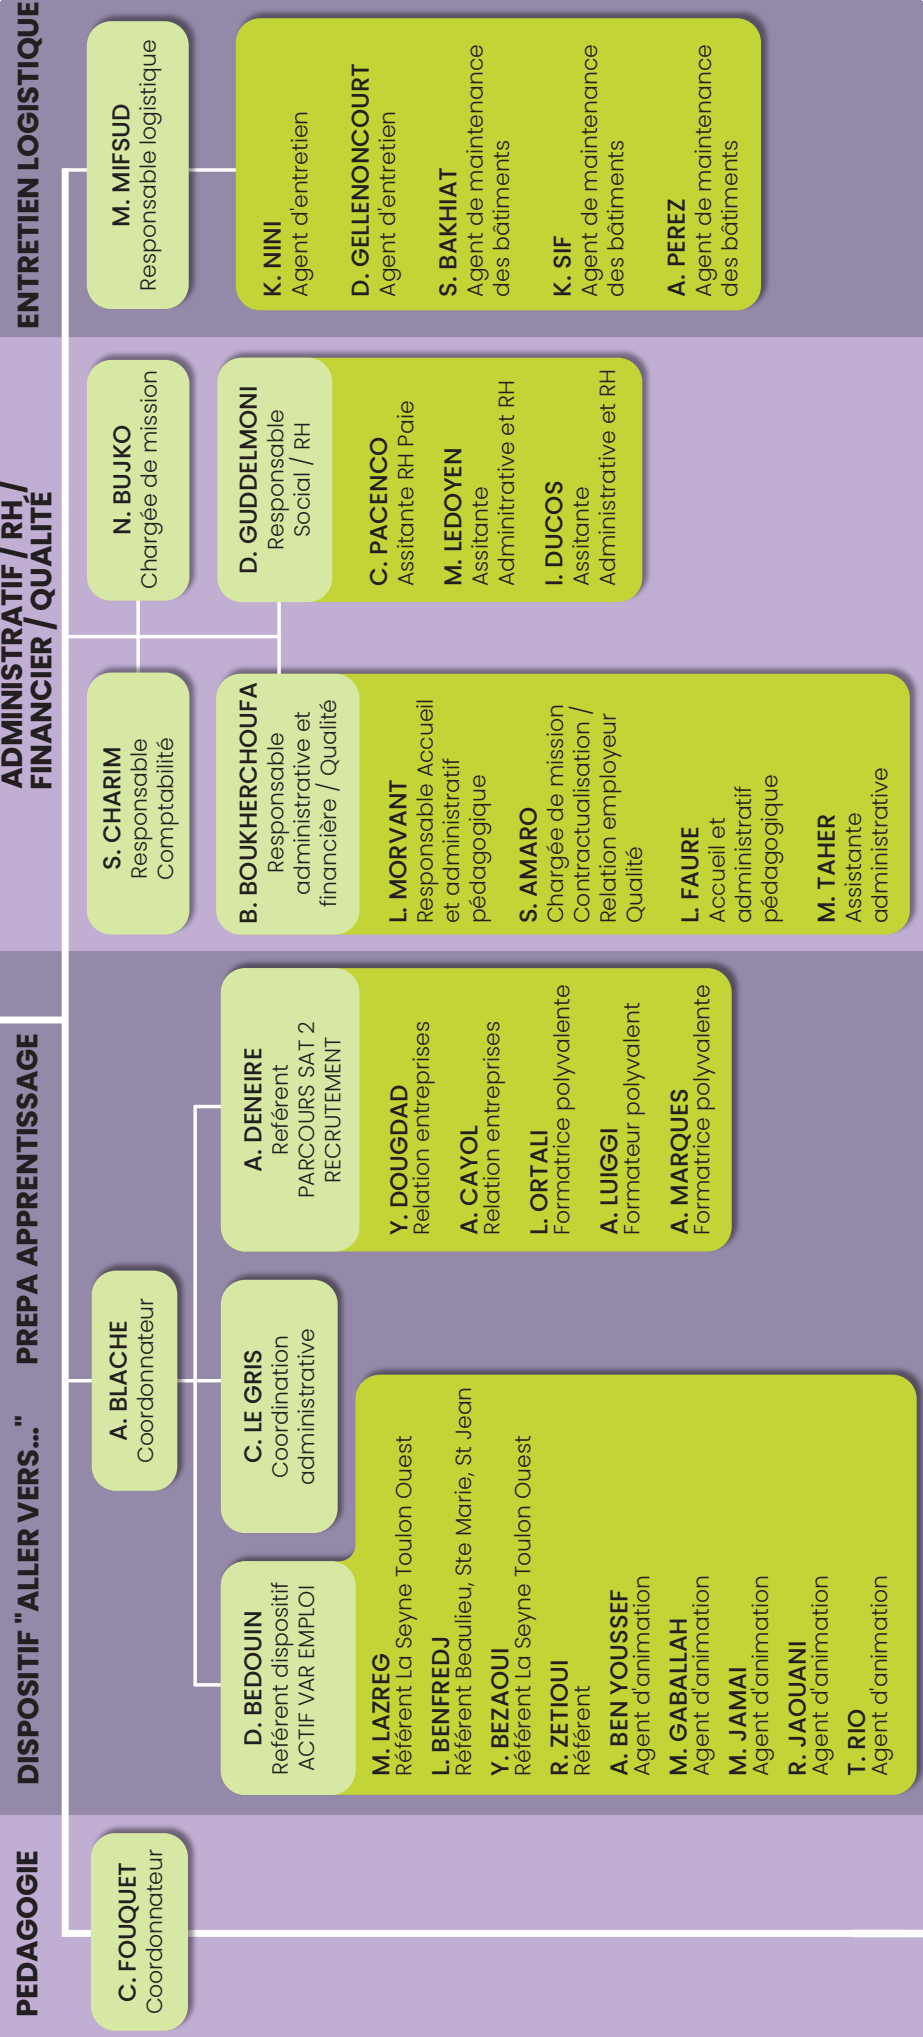 PEDAGOGIE
C. FOUQUET
Coordonnateur
DISPOSITIF "ALLER VERS..."
PREPA APPRENTISSAGE
A. BLACHE
Coordonnateur
D. BEDOUIN
Référent dispositif
ACTIF VAR EMPLOI
M. LAZREG
Référent La Seyne Toulon Ouest
L. BENFREDJ
Référent Beaulieu, Ste Marie, St Jean
Y. BEZAOUI
Référent La Seyne Toulon Ouest
R. ZETIOUI
Référent
A. BEN YOUSSEF
Agent d'animation
M. GABALLAH
Agent d'animation
M. JAMAI
Agent d'animation
R. JAOUANI
Agent d'animation
T. RIO
Agent d'animation
C. LE GRIS
Coordination
administrative
A. DENEIRE
Référent
PARCOURS SAT 2
RECRUTEMENT
Y. DOUGDAD
Relation entreprises
A. CAYOL
Relation entreprises
L. ORTALI
Formatrice polyvalente
A. LUIGGI
Formateur polyvalent
A. MARQUES
Formatrice polyvalente
ADMINISTRATIF / RH /
FINANCIER / QUALITÉ
S. CHARIM
Responsable
Comptabilité
N. BUJKO
Chargée de mission
B. BOUKHERCHOUFA
Responsable
administrative et
financière / Qualité
L. MORVANT
Responsable Accueil
et administratif
pédagogique
S. AMARO
Chargée de mission
Contractualisation /
Relation employeur
Qualité
L. FAURE
Accueil et
administratif
pédagogique
M. TAHER
Assistante
administrative
D. GUDDELMONI
Responsable
Social / RH
C. PACENCO
Assitante RH Paie
M. LEDOYEN
Assitante
Adminitrative et RH
I. DUCOS
Assitante
Administrative et RH
ENTRETIEN LOGISTIQUE
M. MIFSUD
Responsable logistique
K. NINI
Agent d'entretien
D. GELLENONCOURT
Agent d'entretien
S. BAKHIAT
Agent de maintenance
des bâtiments
K. SIF
Agent de maintenance
des bâtiments
A. PEREZ
Agent de maintenance
des bâtiments